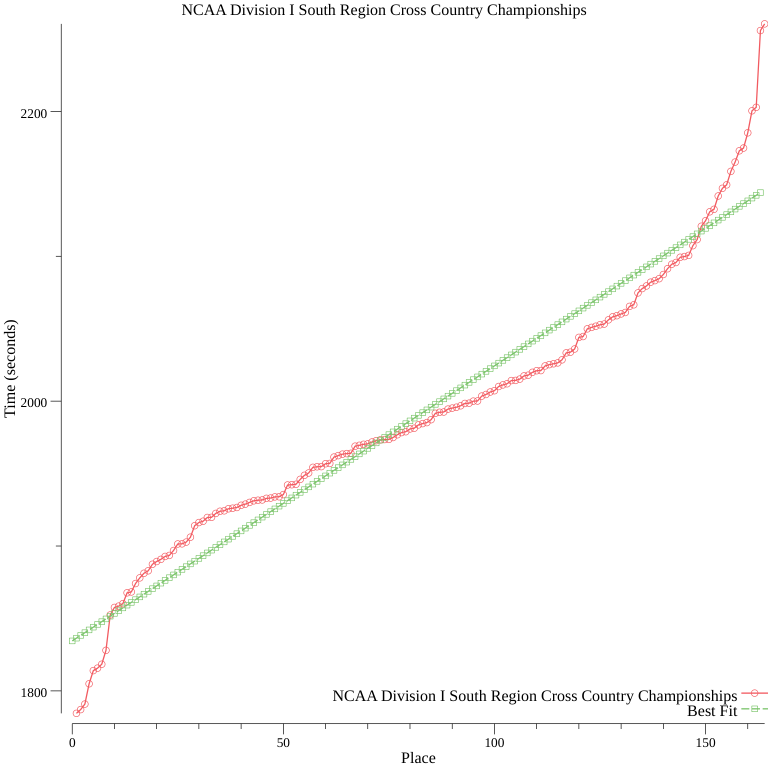 NCAA Division I South Region Cross Country Championships
2200
2000
1800
Time (seconds)
NCAA Division I South Region Cross Country Championships
Best Fit
0 50 100 150
Place